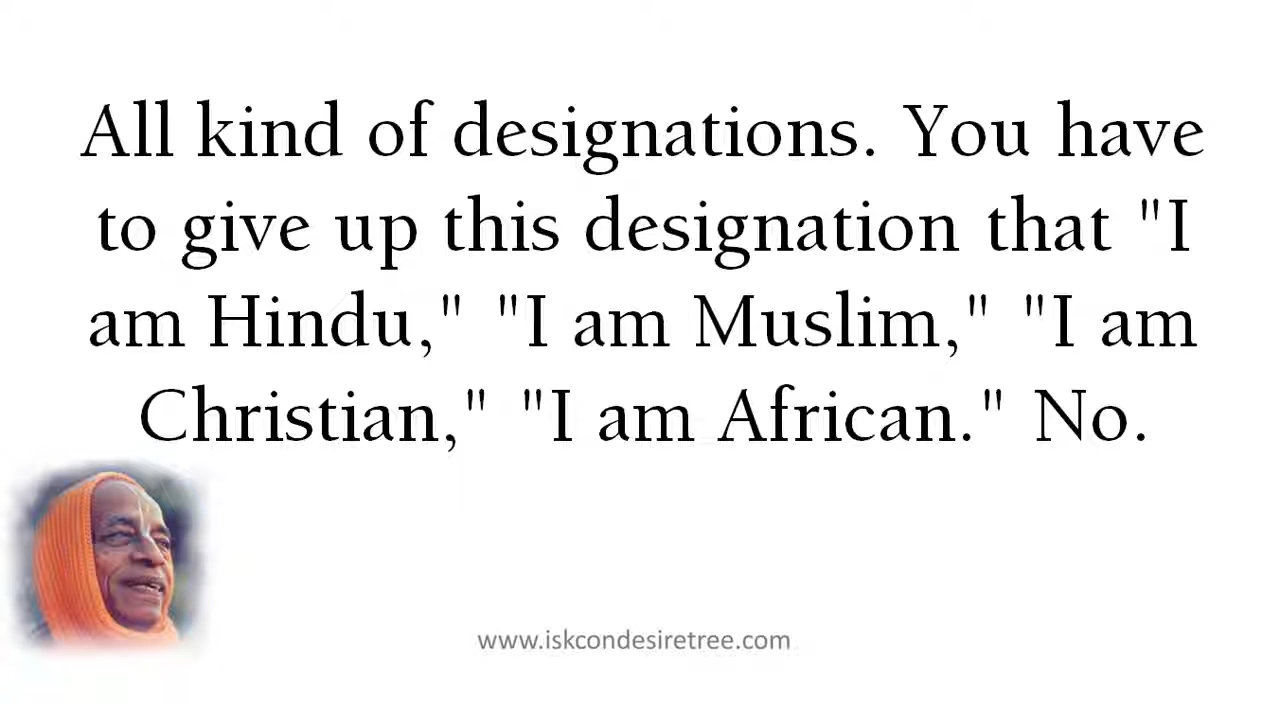 All kind of designations. You have
to give up this designation that "I
am Hindu," "I am Muslim," "I am
Christian," "I am African." No.
www.iskcondesiretree.com